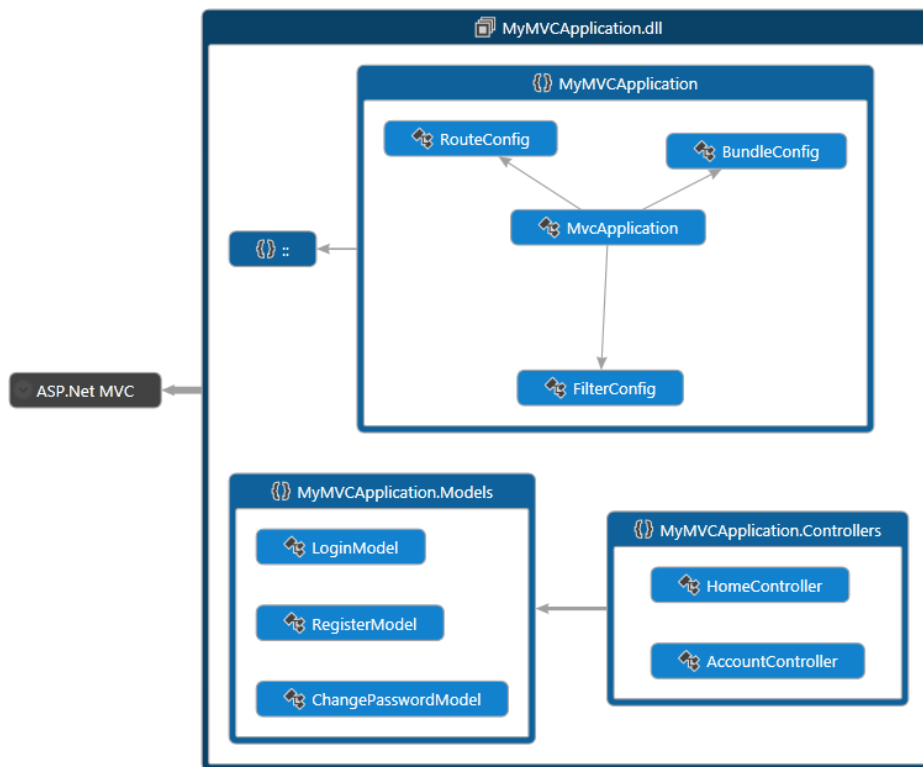 MyMVCApplication.dll
{} MyMVCApplication
RouteConfig
BundleConfig
MvcApplication
{} ::
FilterConfig
ASP.Net MVC
{} MyMVCApplication.Models
LoginModel
RegisterModel
ChangePasswordModel
{} MyMVCApplication.Controllers
HomeController
AccountController